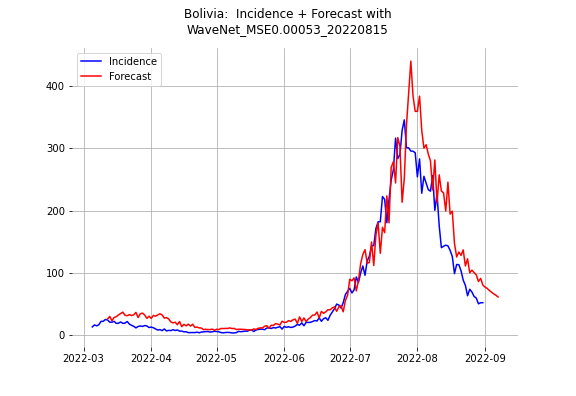 Bolivia:  Incidence + Forecast with
WaveNet_MSE0.00053_20220815
Incidence
Forecast
400
300
200
100
0
2022-03 2022-04 2022-05 2022-06 2022-07 2022-08 2022-09